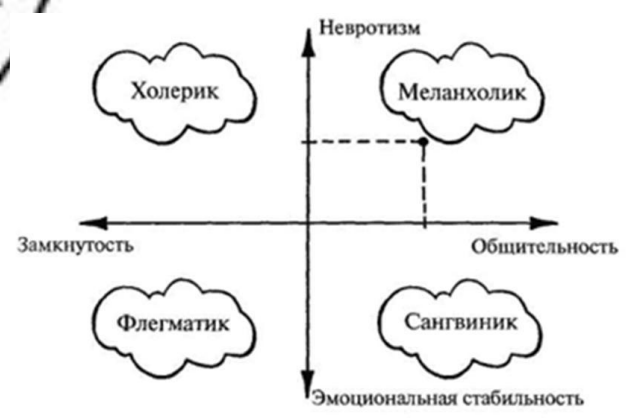 Невротизм
Холерик
Меланхолик
Замкнутость
Общительность
Флегматик
Сангвиник
Эмоциональная стабильность